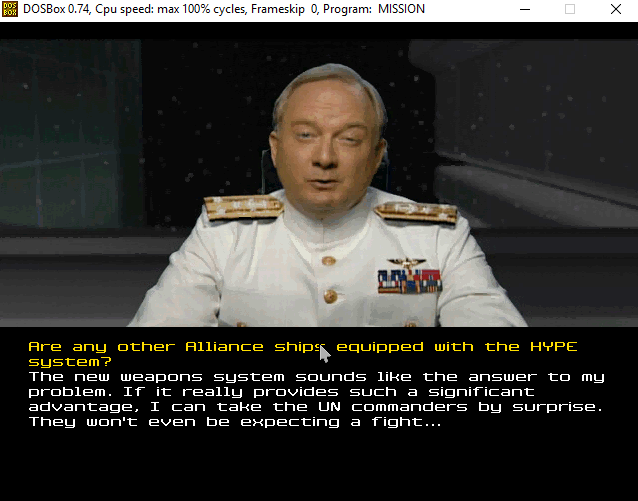 DOS
BOX
DOSBox 0.74, Cpu speed: max 100% cycles, Frameskip 0, Program: MISSION
Are any other Alliance ships equipped with the HYPE
system?
The new weapons system sounds like the answer to my
problem. If it really provides such a significant
advantage, I can take the UN commanders by surprise.
They won't even be expecting a fight...